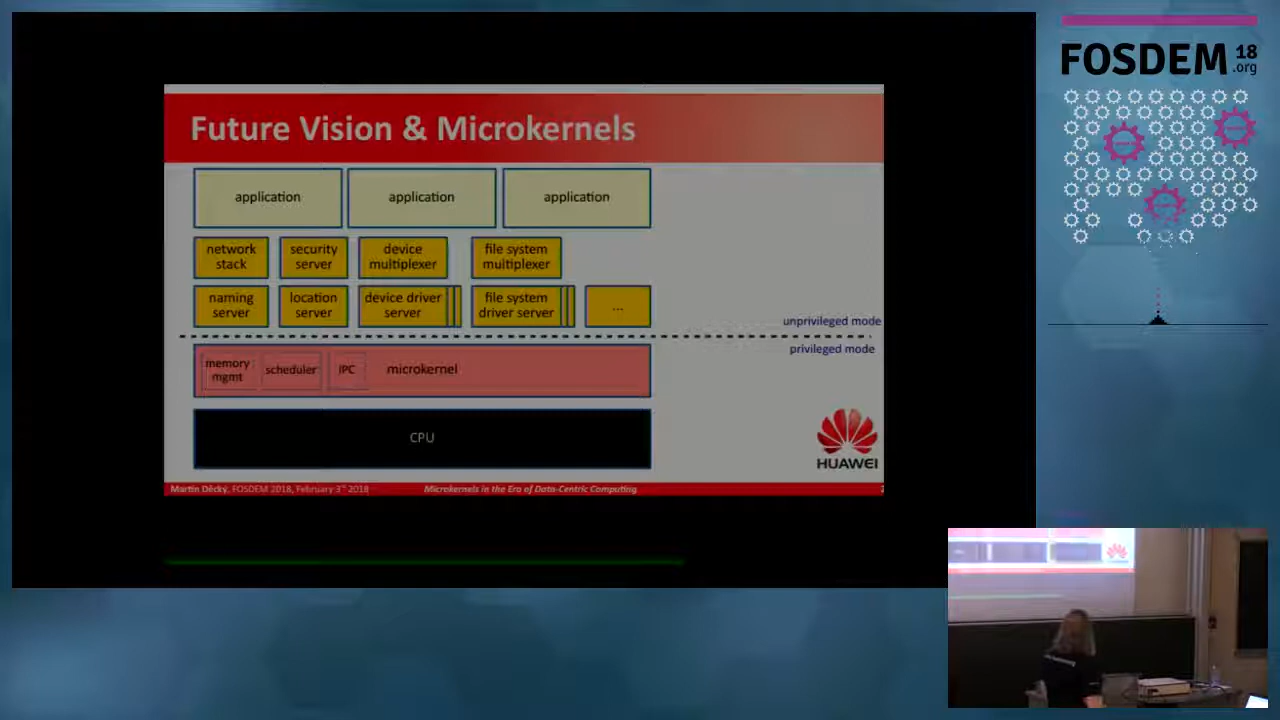 FOSDEM 18
.org
Future Vision & Microkernels
application application application
network stack
security server
device multiplexer
file system multiplexer
naming server
location server
device driver server
file system driver server
...
unprivileged mode
privileged mode
memory mgmt
scheduler
IPC
microkernel
CPU
HUAWEI
Martin Děcký, FOSDEM 2018, February 3rd 2018
Microkernels in the Era of Data-Centric Computing